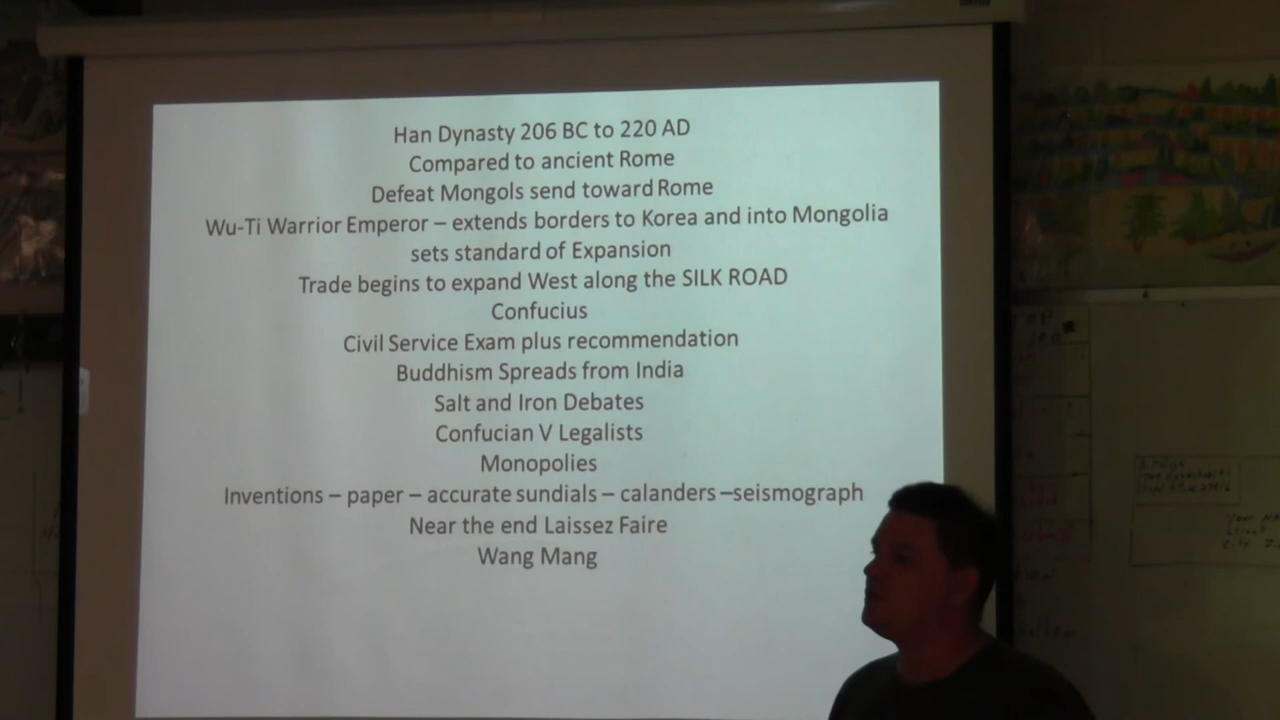 Han Dynasty 206 BC to 220 AD
Compared to ancient Rome
Defeat Mongols send toward Rome
Wu-Ti Warrior Emperor – extends borders to Korea and into Mongolia
sets standard of Expansion
Trade begins to expand West along the SILK ROAD
Confucius
Civil Service Exam plus recommendation
Buddhism Spreads from India
Salt and Iron Debates
Confucian V Legalists
Monopolies
Inventions – paper – accurate sundials – calanders –seismograph
Near the end Laissez Faire
Wang Mang